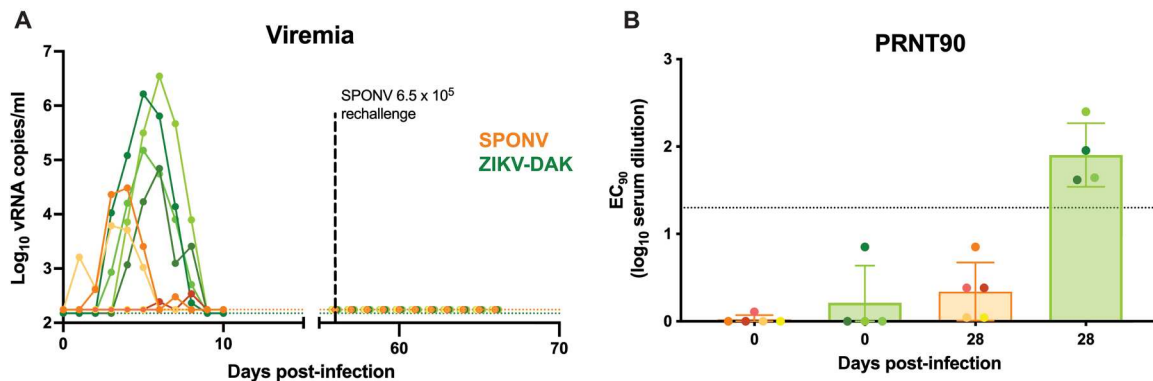 A
Viremia
Log₁₀ vRNA copies/ml
7
6
5
4
3
2
0
10
60
70
Days post-infection
SPONV 6.5 x 10⁵
rechallenge
SPONV
ZIKV-DAK
B
PRNT90
EC₉₀
(log₁₀ serum dilution)
3
2
1
0
0
0
28
28
Days post-infection